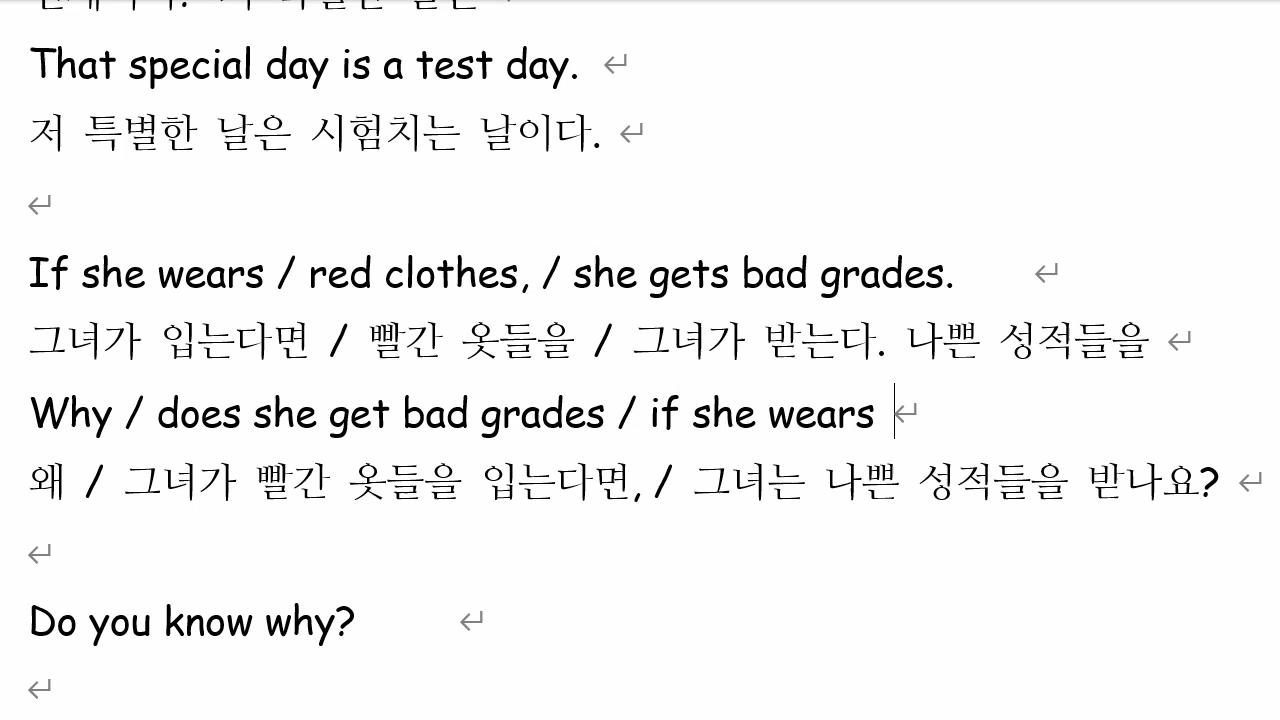 That special day is a test day.
저 특별한 날은 시험치는 날이다.
If she wears / red clothes, / she gets bad grades.
그녀가 입는다면 / 빨간 옷들을 / 그녀가 받는다. 나쁜 성적들을
Why / does she get bad grades / if she wears
왜 / 그녀가 빨간 옷들을 입는다면, / 그녀는 나쁜 성적들을 받나요?
Do you know why?